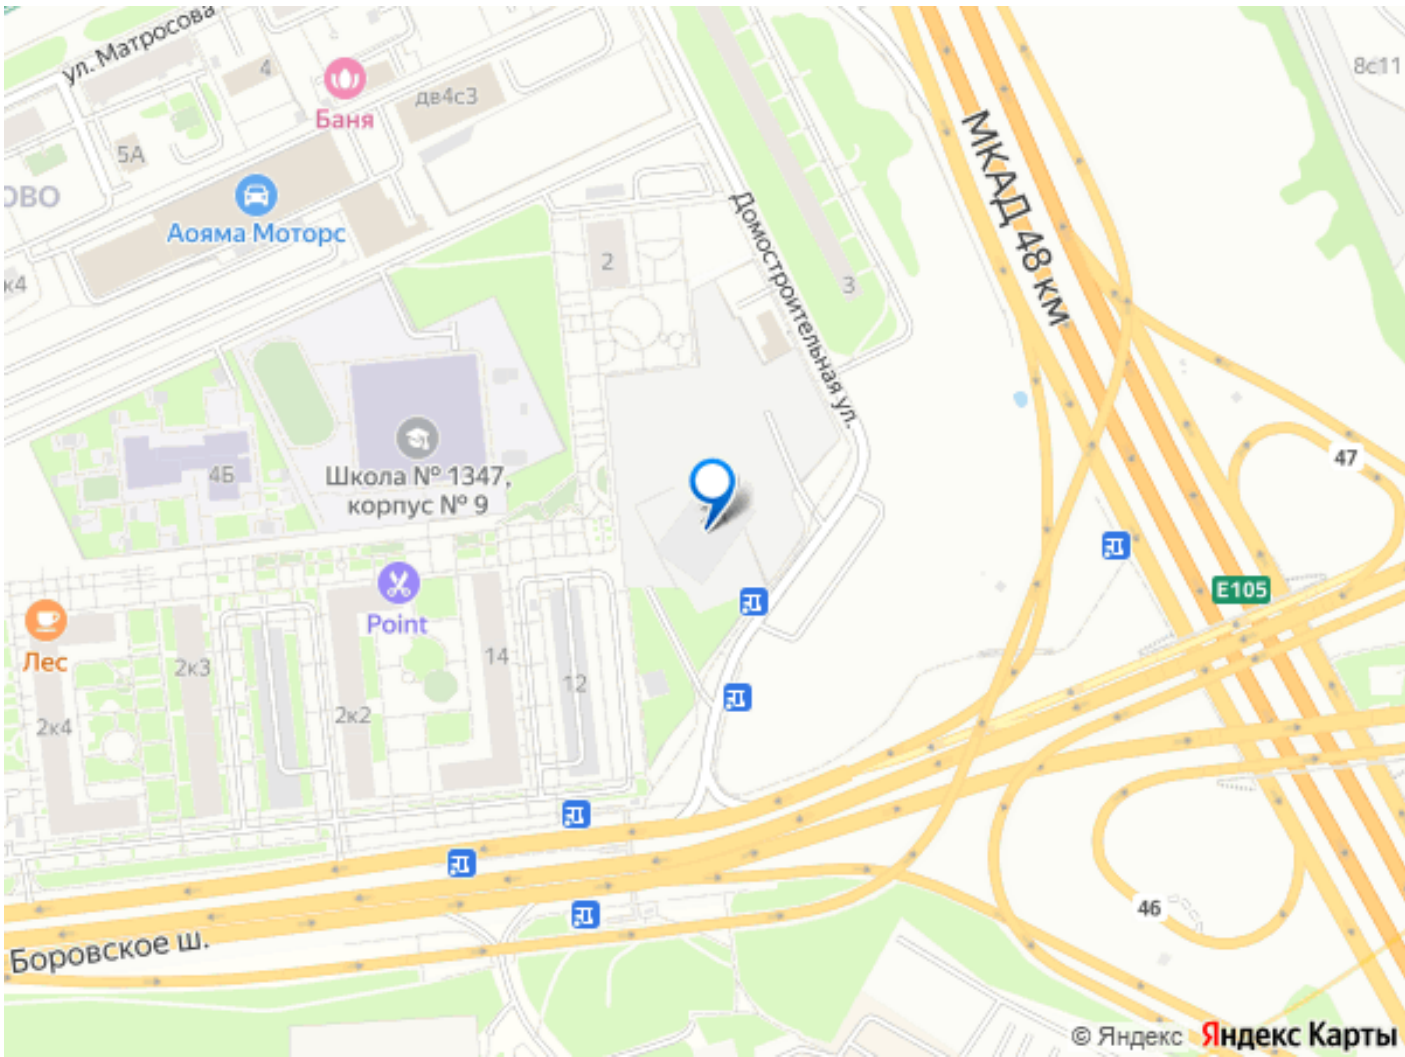 ул. Матросова
4
Баня
дв4с3
8с11
5А
ОВО
Аояма Моторс
МКАД 48 км
Домостроительная ул.
2
3
к4
4Б
Школа № 1347,
корпус № 9
47
E105
Point
Лес
2к3
14
12
2к4
2к2
46
Боровское ш.
© Яндекс Яндекс Карты